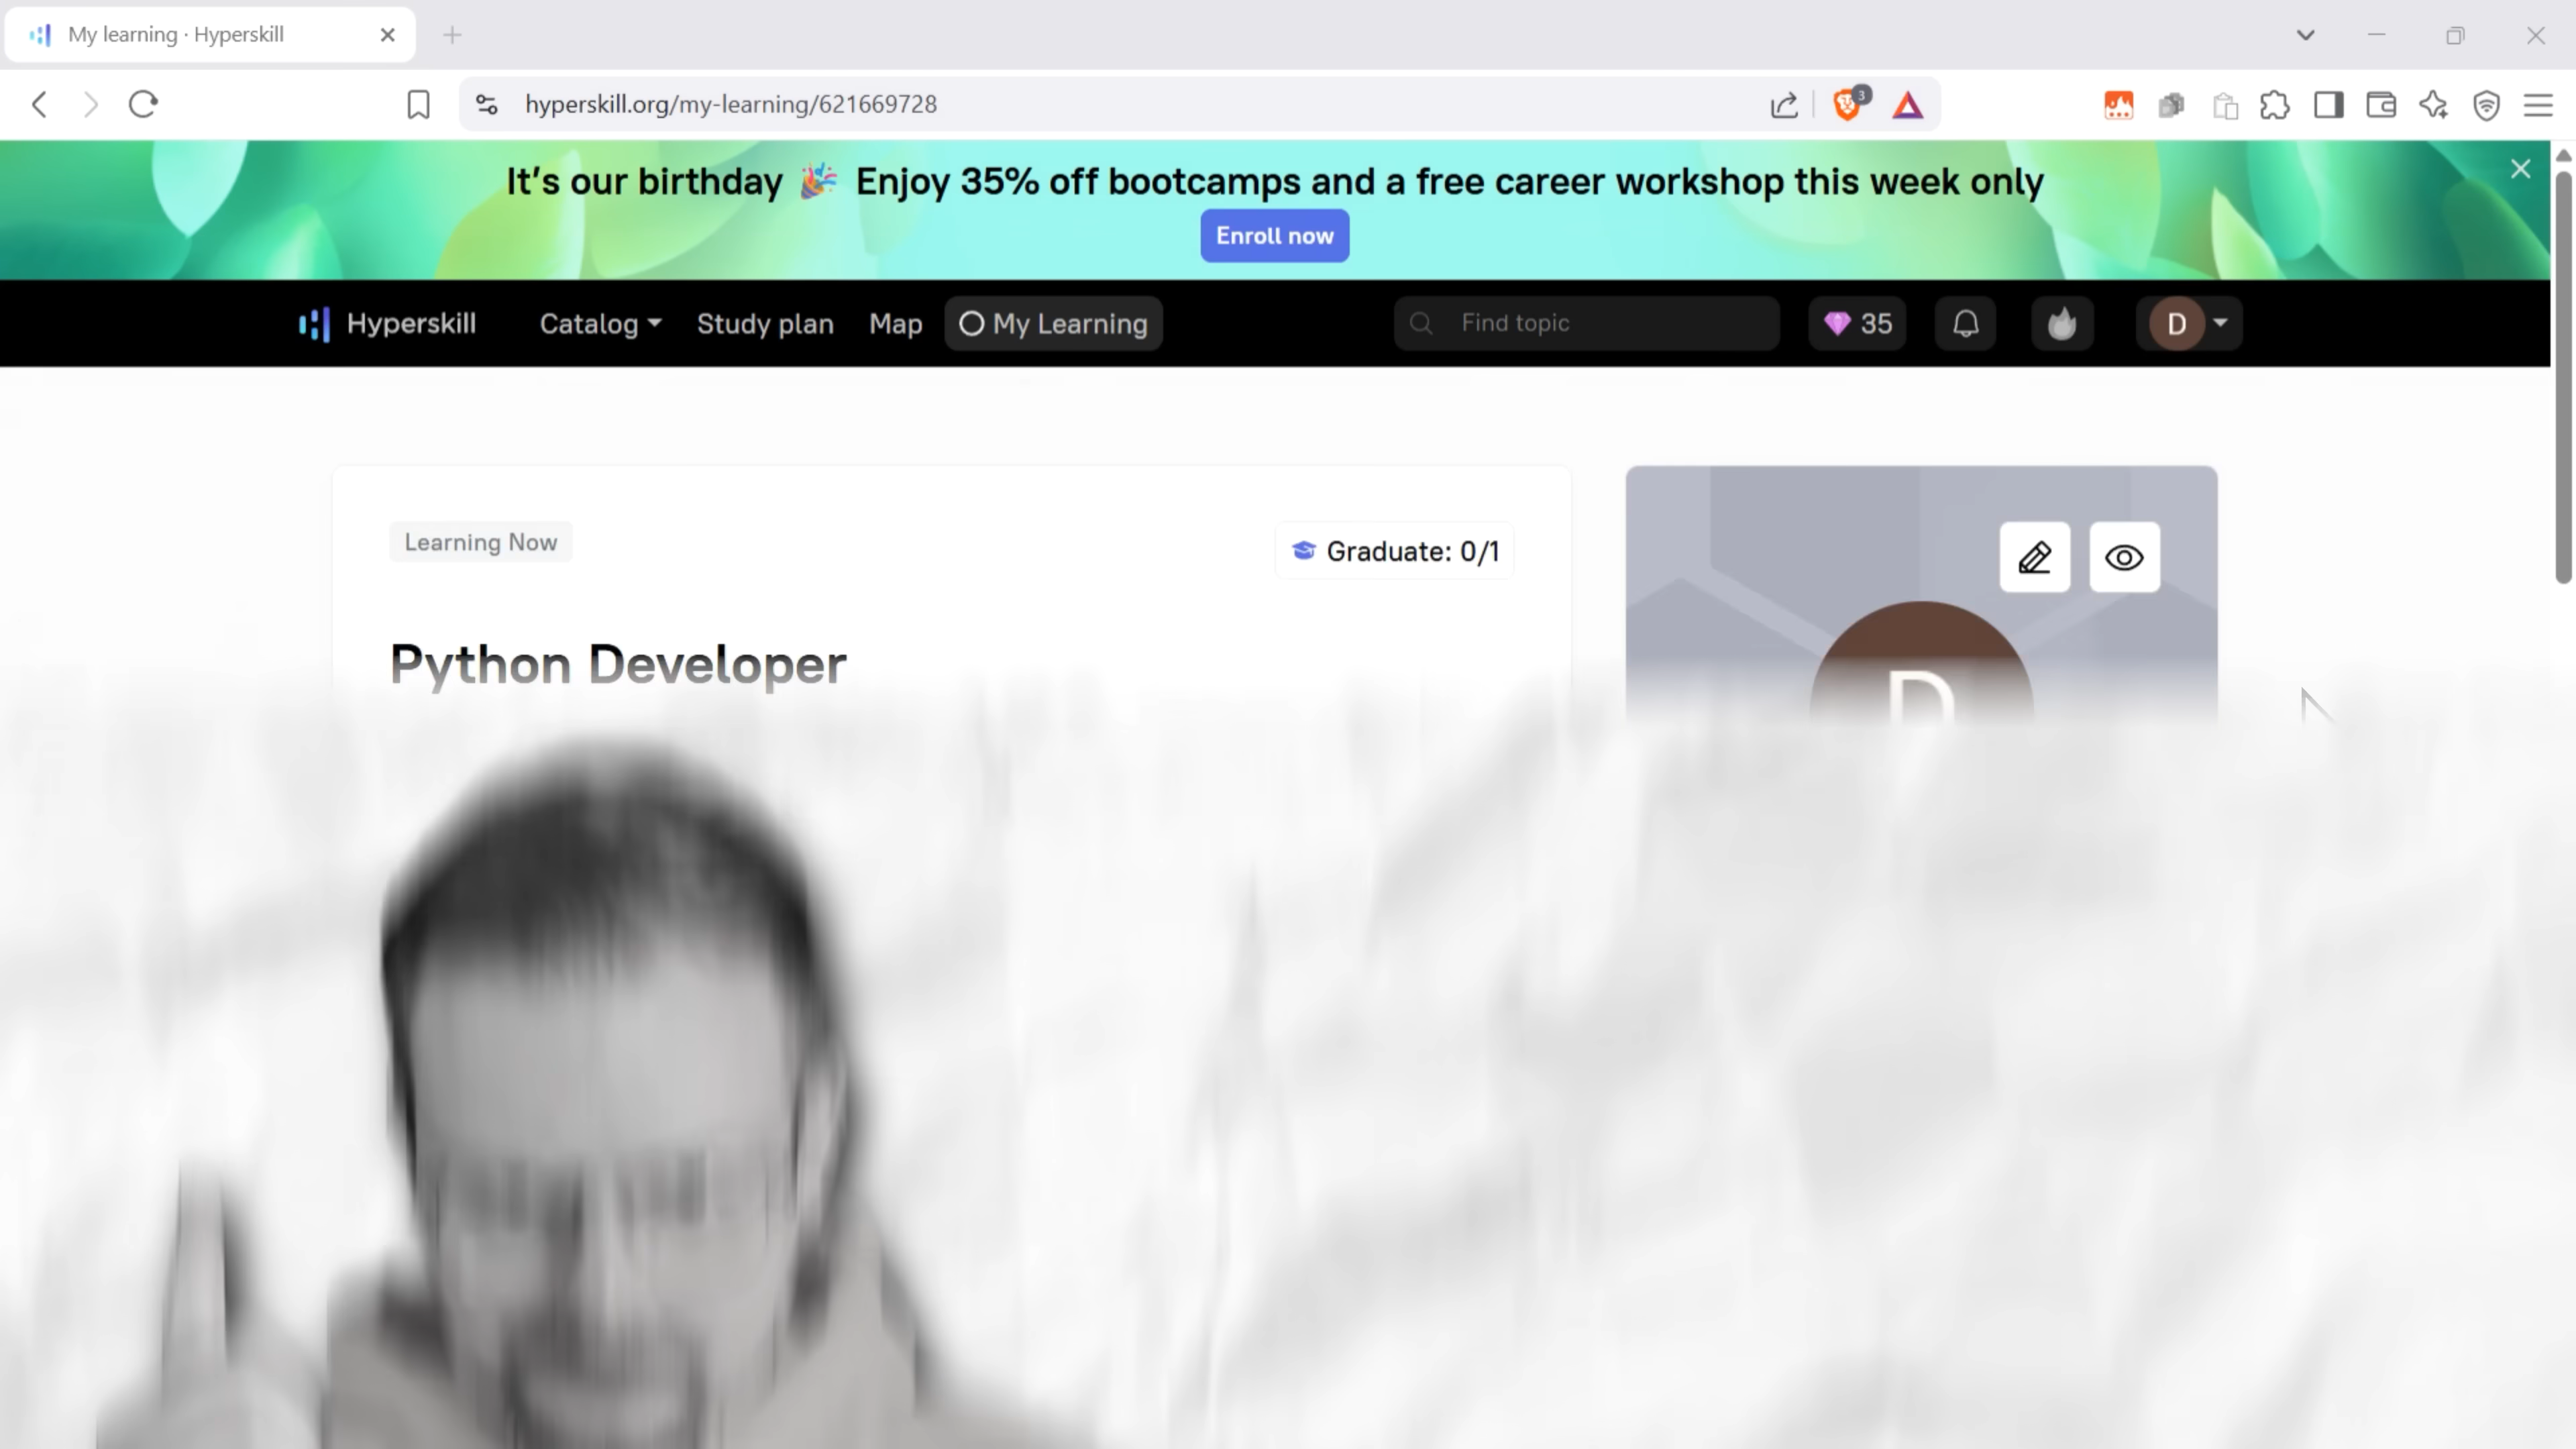 My learning · Hyperskill
hyperskill.org/my-learning/621669728
3
It's our birthday 🎉 Enjoy 35% off bootcamps and a free career workshop this week only
Enroll now
Hyperskill
Catalog
Study plan
Map
My Learning
Find topic
35
D
Learning Now
Graduate: 0/1
Python Developer
D